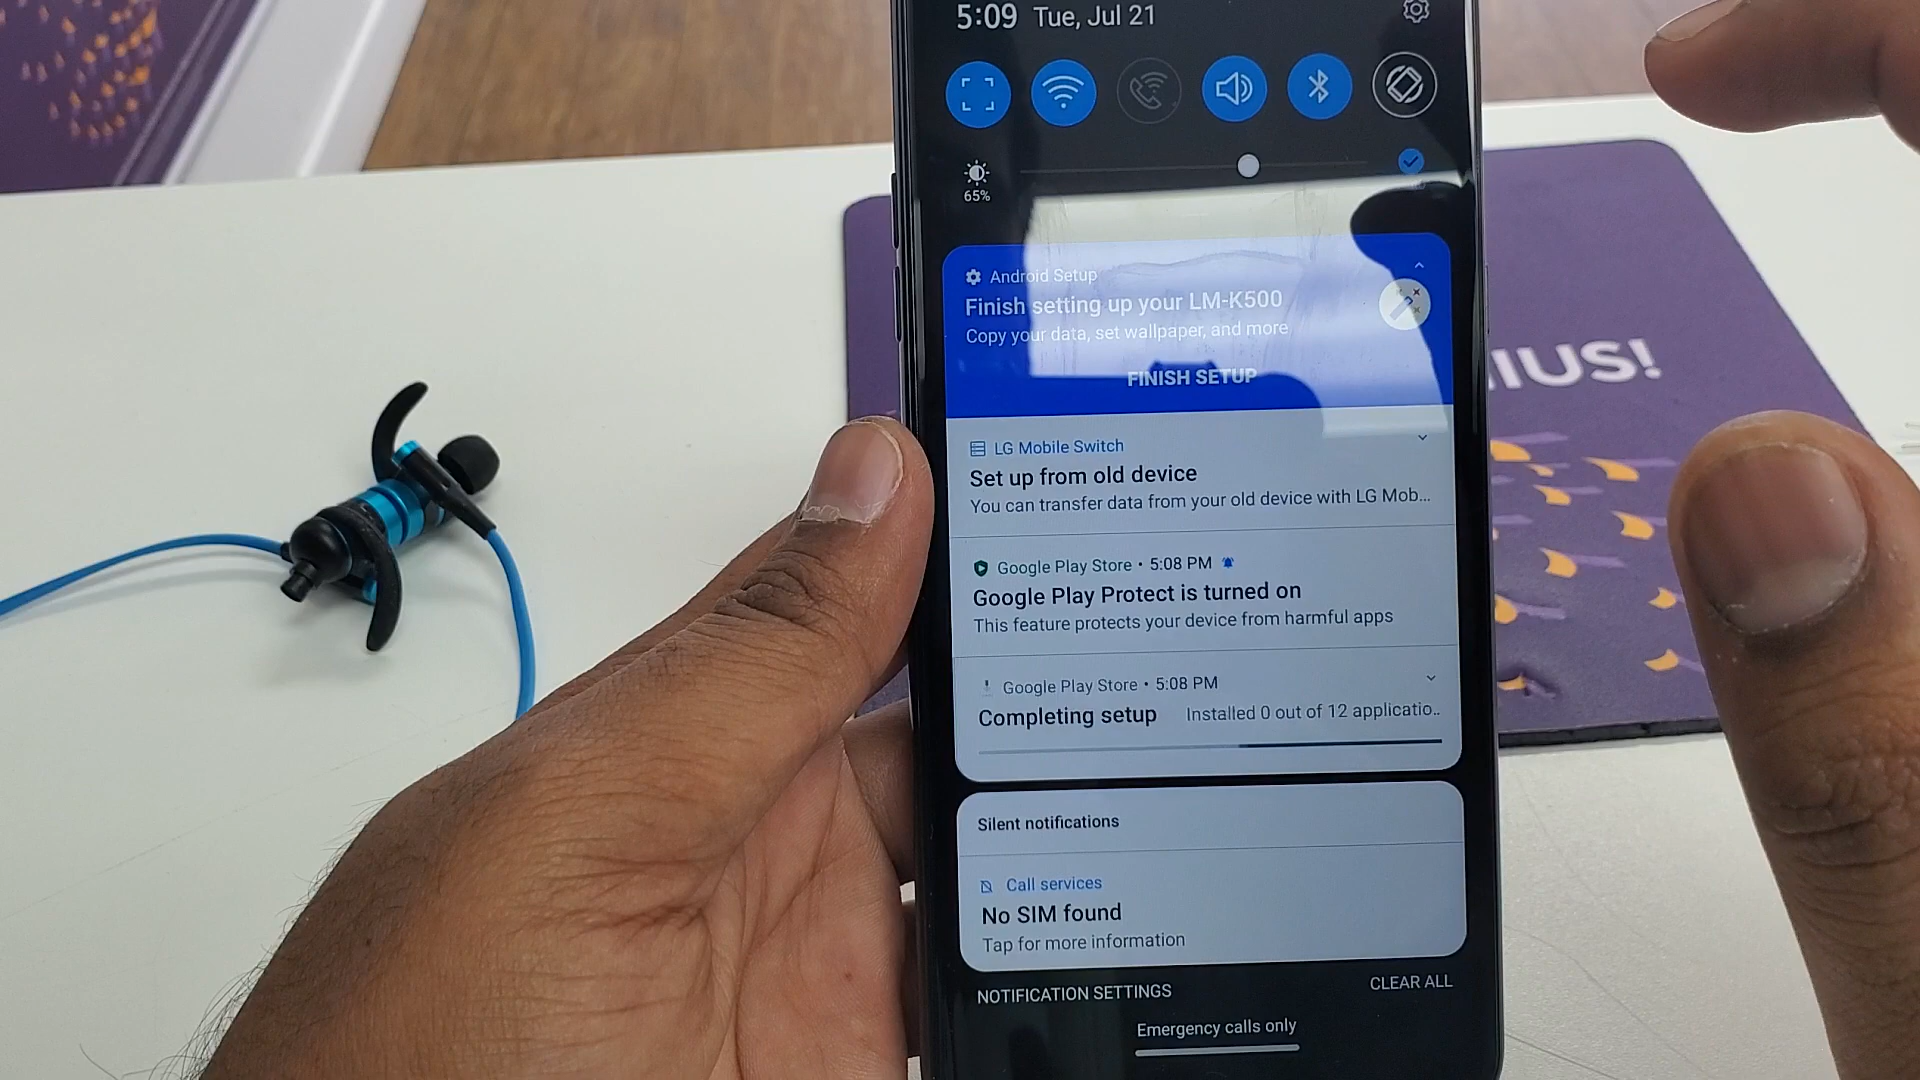 5:09 Tue, Jul 21
65%
Android Setup
Finish setting up your LM-K500
Copy your data, set wallpaper, and more
FINISH SETUP
LG Mobile Switch
Set up from old device
You can transfer data from your old device with LG Mob...
Google Play Store • 5:08 PM
Google Play Protect is turned on
This feature protects your device from harmful apps
Google Play Store • 5:08 PM
Completing setup Installed 0 out of 12 applicatio..
Silent notifications
Call services
No SIM found
Tap for more information
NOTIFICATION SETTINGS CLEAR ALL
Emergency calls only
IUS!